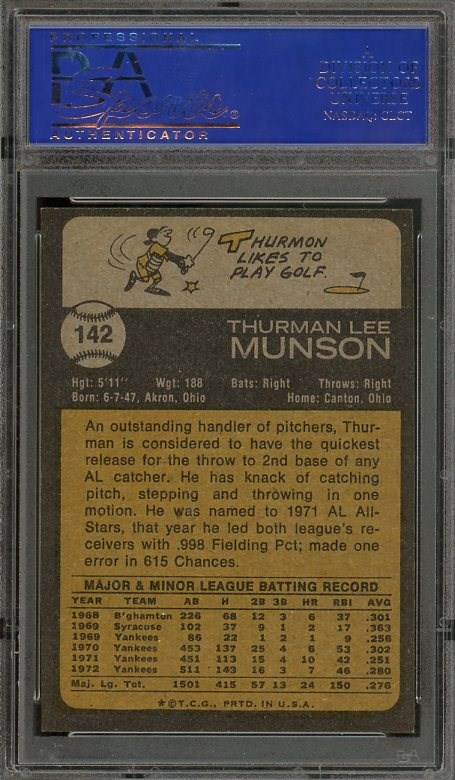 PROFESSIONAL
PSA
Sports®
AUTHENTICATOR
A
DIVISION OF
COLLECTORS
UNIVERSE
NASDAQ: CLCT
THURMON
LIKES TO
PLAY GOLF.
142
THURMAN LEE
MUNSON
Hgt: 5'11" Wgt: 188 Bats: Right Throws: Right
Born: 6-7-47, Akron, Ohio Home: Canton, Ohio
An outstanding handler of pitchers, Thur-
man is considered to have the quickest
release for the throw to 2nd base of any
AL catcher. He has knack of catching
pitch, stepping and throwing in one
motion. He was named to 1971 AL All-
Stars, that year he led both league's re-
ceivers with .998 Fielding Pct; made one
error in 615 Chances.
MAJOR & MINOR LEAGUE BATTING RECORD
YEAR TEAM AB H 2B 3B HR RBI AVG
1968 B'ghamton 226 68 12 3 6 37 .301
1969 Syracuse 102 37 9 1 2 17 .363
1969 Yankees 86 22 1 2 1 9 .256
1970 Yankees 453 137 25 4 6 53 .302
1971 Yankees 451 113 15 4 10 42 .251
1972 Yankees 511 143 16 3 7 46 .280
Maj. Lg. Tot. 1501 415 57 13 24 150 .276
★©T.C.G., PRTD. IN U.S.A.
PSA